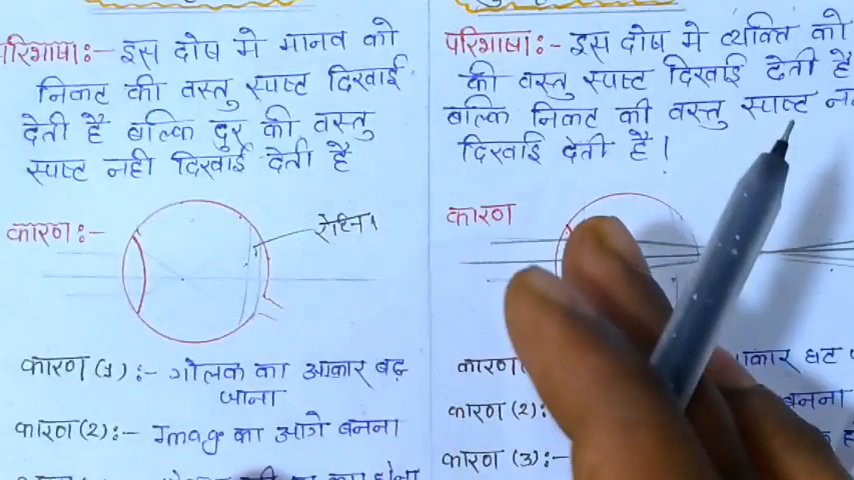 परिभाषा:- इस दोष मे मानव को
निकट की वस्तु स्पष्ट दिखाई
देती है बल्कि दुर की वस्तु
स्पष्ट नही दिखाई देती है
कारण:-
रेटिना
कारण (1):- गोलक का आकार बढ़
जाना
कारण (2):- Imag का आगे बनना
परिभाषा:- इस दोष मे व्यक्ति को
की वस्तु स्पष्ट दिखाई देती है
बल्कि निकट की वस्तु स्पष्ट
दिखाई देती है।
कारण
कारण
आकार घट
कारण (2):
बनना
कारण (3):-